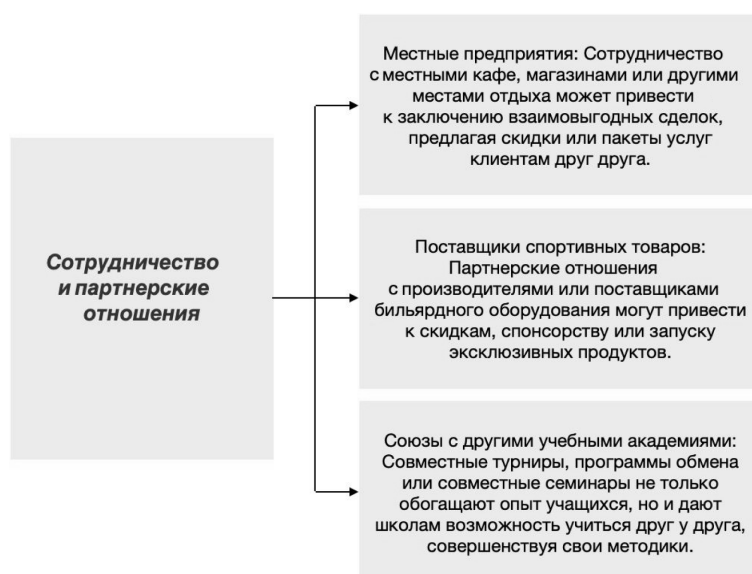 Сотрудничество
и партнерские
отношения
Местные предприятия: Сотрудничество
с местными кафе, магазинами или другими
местами отдыха может привести
к заключению взаимовыгодных сделок,
предлагая скидки или пакеты услуг
клиентам друг друга.
Поставщики спортивных товаров:
Партнерские отношения
с производителями или поставщиками
бильярдного оборудования могут привести
к скидкам, спонсорству или запуску
эксклюзивных продуктов.
Союзы с другими учебными академиями:
Совместные турниры, программы обмена
или совместные семинары не только
обогащают опыт учащихся, но и дают
школам возможность учиться друг у друга,
совершенствуя свои методики.